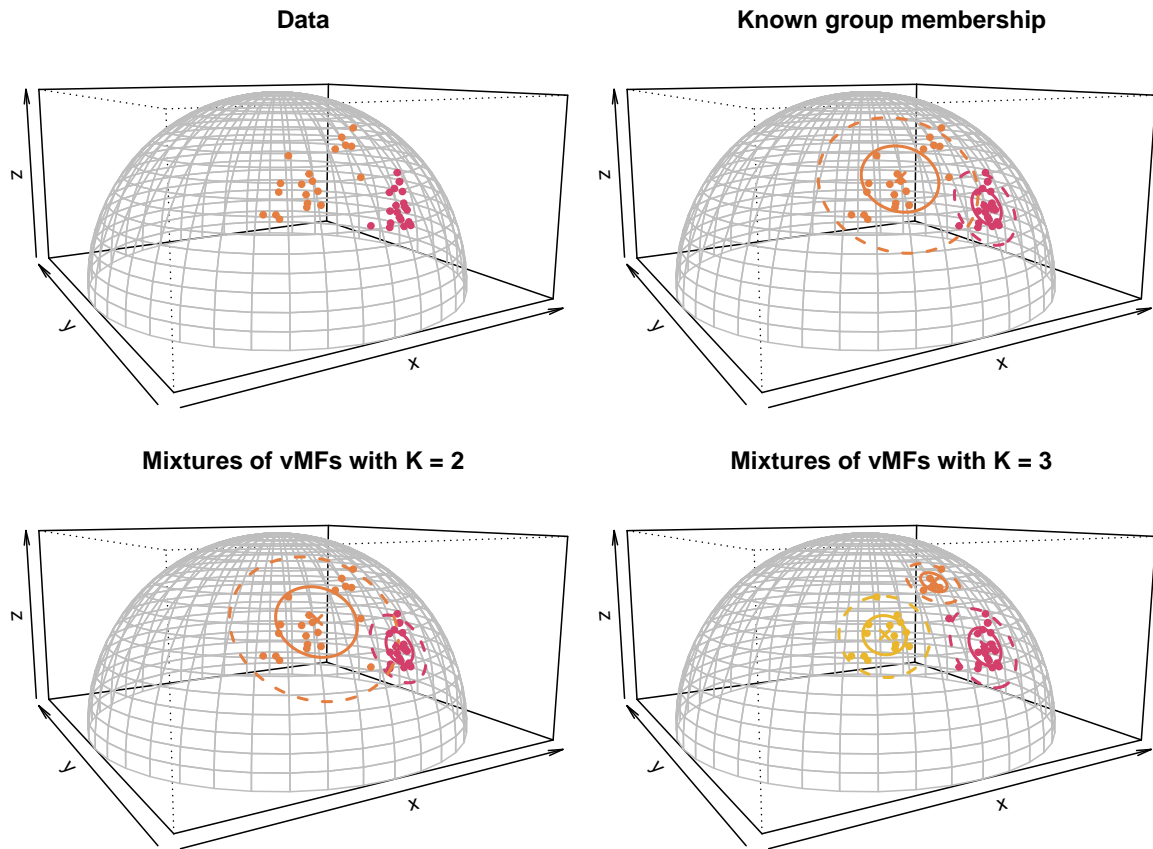 Data
Known group membership
z
y
x
z
y
x
Mixtures of vMFs with K = 2
Mixtures of vMFs with K = 3
z
y
x
z
y
x